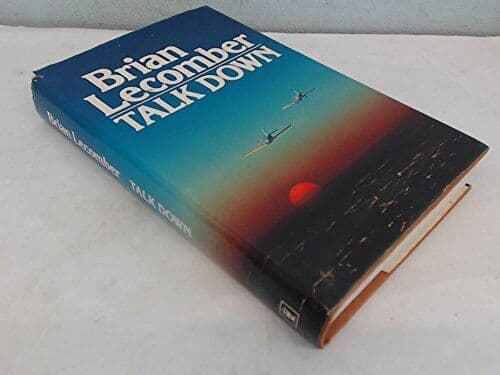 Brian
Lecomber
TALK DOWN
Brian Lecomber TALK DOWN